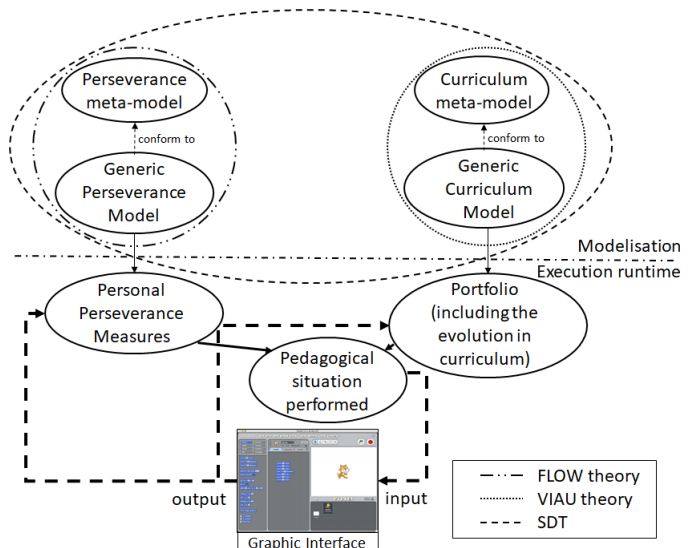 Perseverance
meta-model
conform to
Generic
Perseverance
Model
Curriculum
meta-model
conform to
Generic
Curriculum
Model
Modelisation
Execution runtime
Personal
Perseverance
Measures
Portfolio
(including the
evolution in
curriculum)
Pedagogical
situation
performed
output
input
Graphic Interface
FLOW theory
VIAU theory
SDT